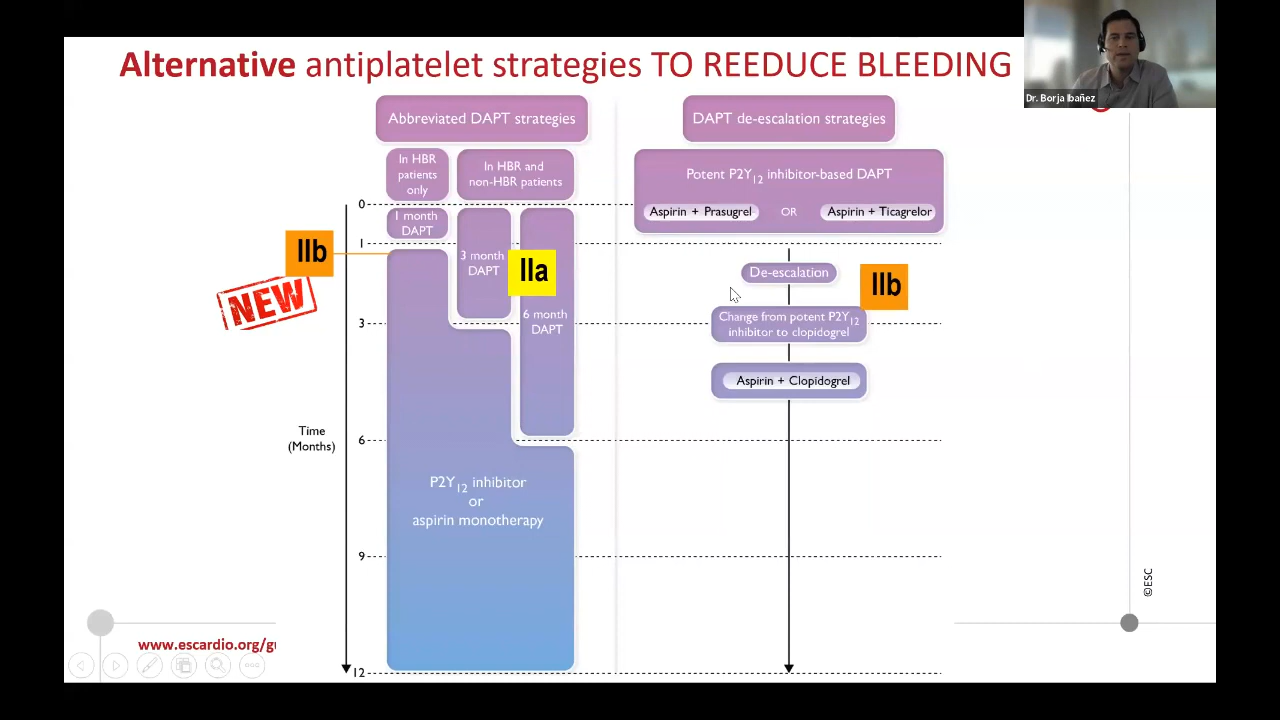 Alternative antiplatelet strategies TO REEDUCE BLEEDING
Dr. Borja Ibañez
Abbreviated DAPT strategies
DAPT de-escalation strategies
In HBR
patients
only
In HBR and
non-HBR patients
Potent P2Y12 inhibitor-based DAPT
Aspirin + Prasugrel
OR
Aspirin + Ticagrelor
0
1 month
DAPT
1
IIb
NEW
3 month
DAPT
IIa
6 month
DAPT
De-escalation
IIb
Change from potent P2Y12
inhibitor to clopidogrel
3
Aspirin + Clopidogrel
Time
(Months)
6
P2Y12 inhibitor
or
aspirin monotherapy
9
12
©ESC
www.escardio.org/gu